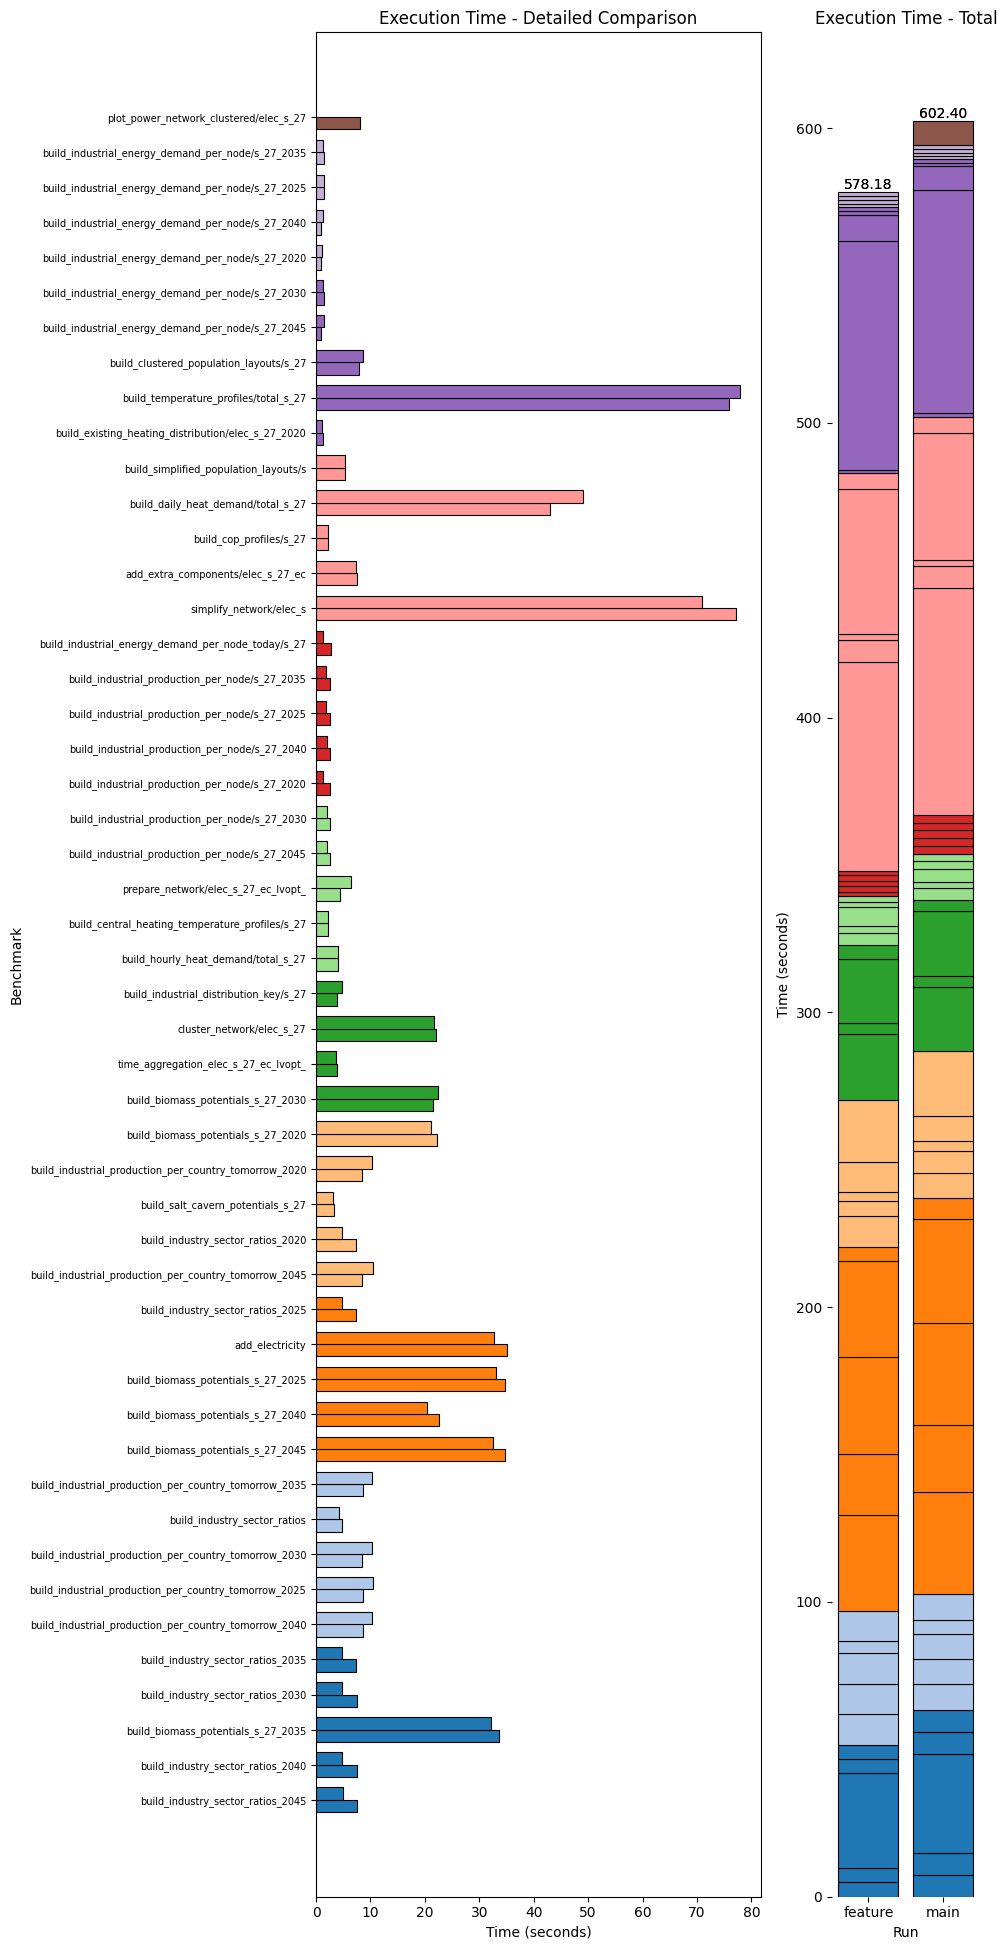 Execution Time - Detailed Comparison
Execution Time - Total
Benchmark
plot_power_network_clustered/elec_s_27
build_industrial_energy_demand_per_node/s_27_2035
build_industrial_energy_demand_per_node/s_27_2025
build_industrial_energy_demand_per_node/s_27_2040
build_industrial_energy_demand_per_node/s_27_2020
build_industrial_energy_demand_per_node/s_27_2030
build_industrial_energy_demand_per_node/s_27_2045
build_clustered_population_layouts/s_27
build_temperature_profiles/total_s_27
build_existing_heating_distribution/elec_s_27_2020
build_simplified_population_layouts/s
build_daily_heat_demand/total_s_27
build_cop_profiles/s_27
add_extra_components/elec_s_27_ec
simplify_network/elec_s
build_industrial_energy_demand_per_node_today/s_27
build_industrial_production_per_node/s_27_2035
build_industrial_production_per_node/s_27_2025
build_industrial_production_per_node/s_27_2040
build_industrial_production_per_node/s_27_2020
build_industrial_production_per_node/s_27_2030
build_industrial_production_per_node/s_27_2045
prepare_network/elec_s_27_ec_lvopt_
build_central_heating_temperature_profiles/s_27
build_hourly_heat_demand/total_s_27
build_industrial_distribution_key/s_27
cluster_network/elec_s_27
time_aggregation_elec_s_27_ec_lvopt_
build_biomass_potentials_s_27_2030
build_biomass_potentials_s_27_2020
build_industrial_production_per_country_tomorrow_2020
build_salt_cavern_potentials_s_27
build_industry_sector_ratios_2020
build_industrial_production_per_country_tomorrow_2045
build_industry_sector_ratios_2025
add_electricity
build_biomass_potentials_s_27_2025
build_biomass_potentials_s_27_2040
build_biomass_potentials_s_27_2045
build_industrial_production_per_country_tomorrow_2035
build_industry_sector_ratios
build_industrial_production_per_country_tomorrow_2030
build_industrial_production_per_country_tomorrow_2025
build_industrial_production_per_country_tomorrow_2040
build_industry_sector_ratios_2035
build_industry_sector_ratios_2030
build_biomass_potentials_s_27_2035
build_industry_sector_ratios_2040
build_industry_sector_ratios_2045
0 10 20 30 40 50 60 70 80
Time (seconds)
Time (seconds)
600
500
400
300
200
100
0
578.18
602.40
feature main
Run